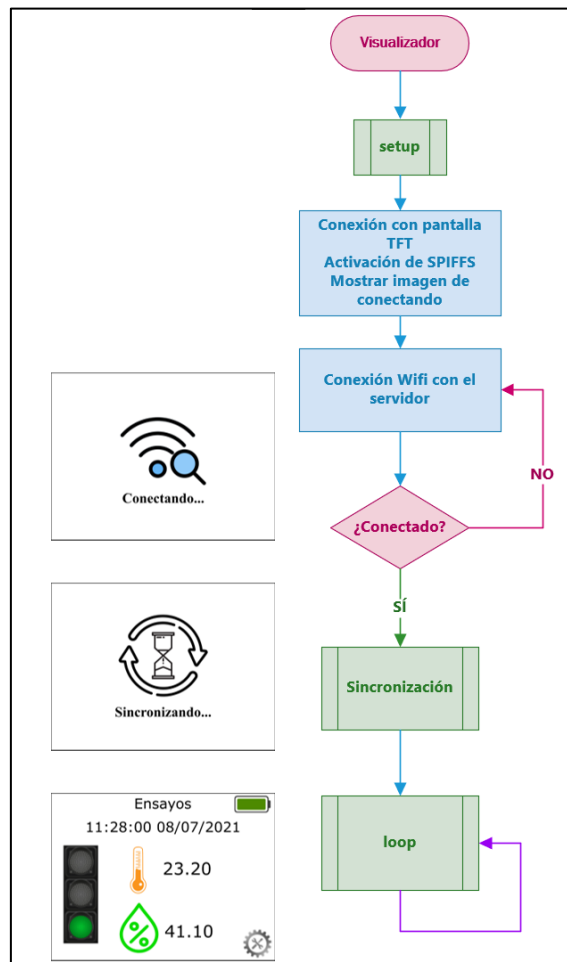 Visualizador
setup
Conexión con pantalla
TFT
Activación de SPIFFS
Mostrar imagen de
conectando
Conexión Wifi con el
servidor
Conectando...
NO
¿Conectado?
SÍ
Sincronización
Sincronizando...
Ensayos
11:28:00 08/07/2021
23.20
%
41.10
loop